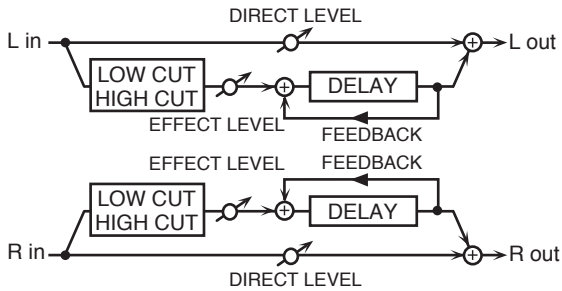 DIRECT LEVEL
L in
L out
LOW CUT
HIGH CUT
DELAY
EFFECT LEVEL
FEEDBACK
EFFECT LEVEL
FEEDBACK
LOW CUT
HIGH CUT
DELAY
R in
R out
DIRECT LEVEL